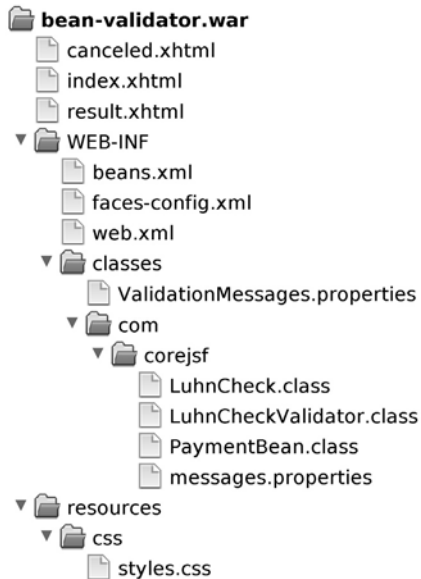 bean-validator.war
canceled.xhtml
index.xhtml
result.xhtml
WEB-INF
beans.xml
faces-config.xml
web.xml
classes
ValidationMessages.properties
com
corejsf
LuhnCheck.class
LuhnCheckValidator.class
PaymentBean.class
messages.properties
resources
css
styles.css